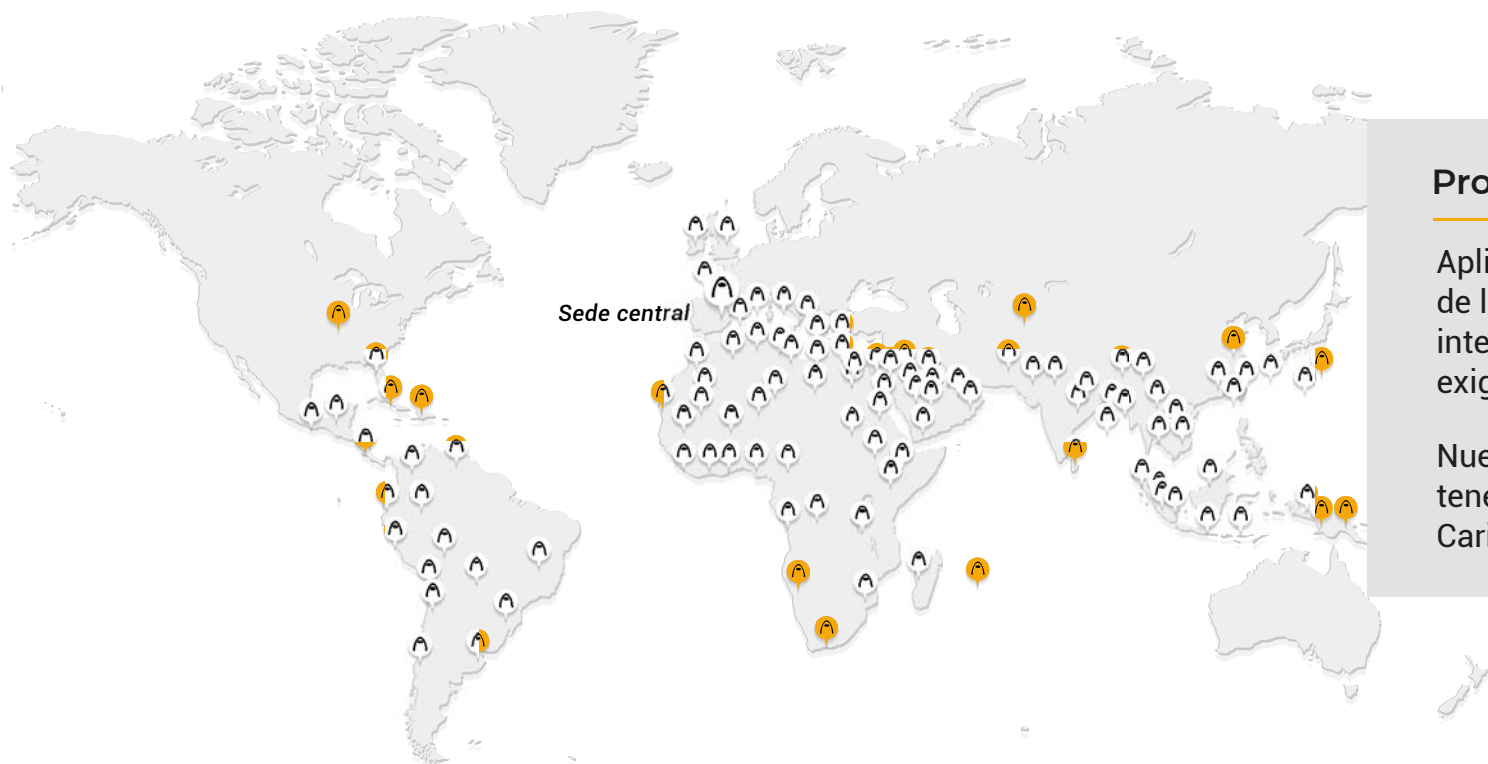 Sede central
Pro
Apli
de l
inte
exig
Nue
tene
Cari